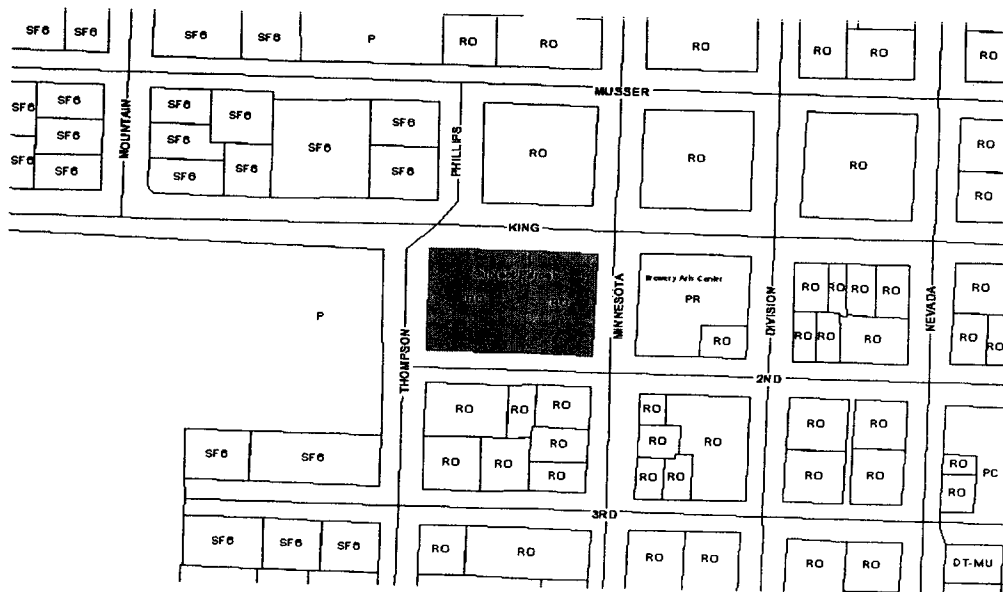 SF6 SF6 SF6 SF6 P RO RO RO RO RO RO
MUSSER
SF6 SF6 SF6 SF6 SF6
MOUNTAIN
SF6 SF6 SF6 SF6
PHILLIPS
RO RO RO RO
SF6 SF6 SF6 SF6 SF6 RO
KING
P
THOMPSON
MINNESOTA
Brewery Arts Center
PR
RO
DIVISION
RO RO RO RO
RO RO RO
NEVADA
RO
RO RO
2ND
SF6 SF6
RO RO RO
RO
RO RO RO
RO
RO
RO
RO RO
RO RO
RO RO
RO
RO
PC
3RD
SF6 SF6 SF6
RO RO
RO RO
RO RO
DT-MU